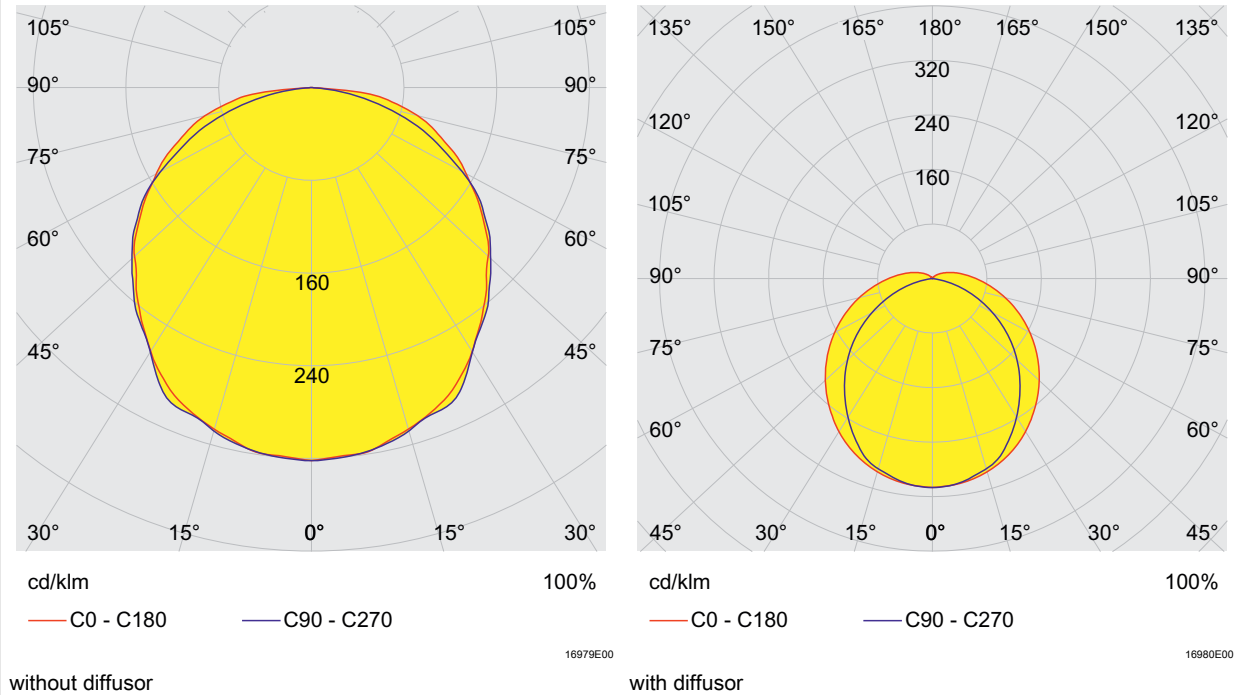 105° 105° 135° 150° 165° 180° 165° 150° 135°
90° 90° 320
120° 240 120°
75° 75° 160
60° 60° 105° 105°
160 90° 90°
45° 45° 75° 75°
240 60° 60°
30° 15° 0° 15° 30° 45° 30° 15° 0° 15° 30° 45°
cd/klm 100% cd/klm 100%
C0 - C180 C90 - C270 C0 - C180 C90 - C270
16979E00 16980E00
without diffusor with diffusor